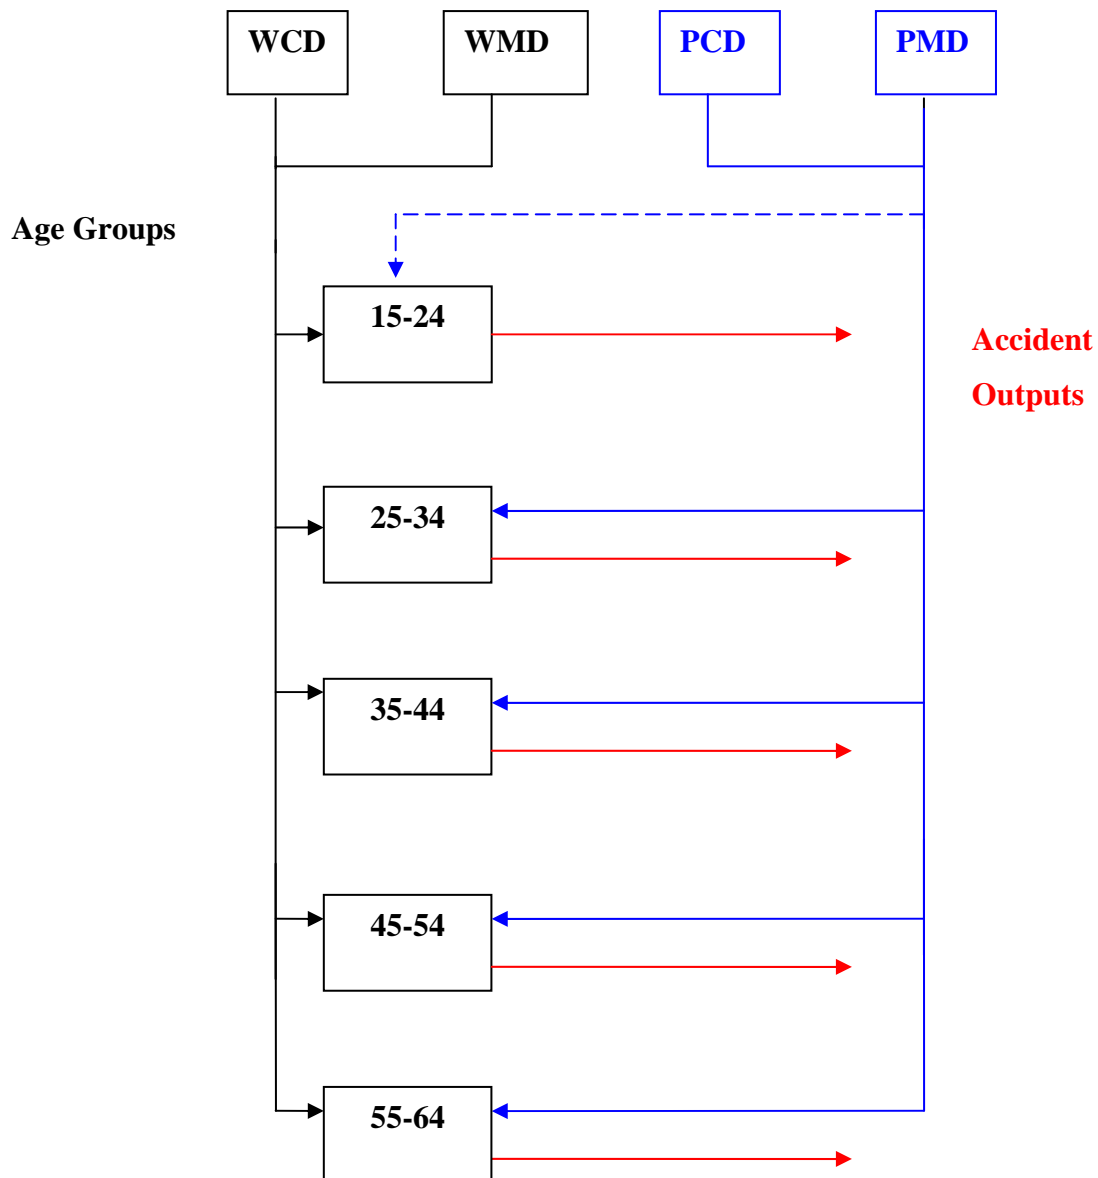 WCD WMD PCD PMD
Age Groups
15-24
Accident
Outputs
25-34
35-44
45-54
55-64